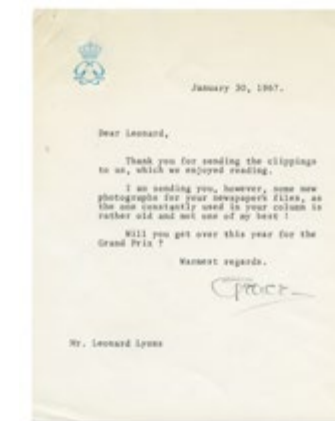 January 30, 1967.
Dear Leonard,
Thank you for sending the clippings
to us, which we enjoyed reading.
I am sending you, however, some new
photographs for your newspaper's files, as
the one constantly used in your column is
rather old and not one of my best !
Will you get over this year for the
Grand Prix ?
Warmest regards.
Grace
Mr. Leonard Lyons